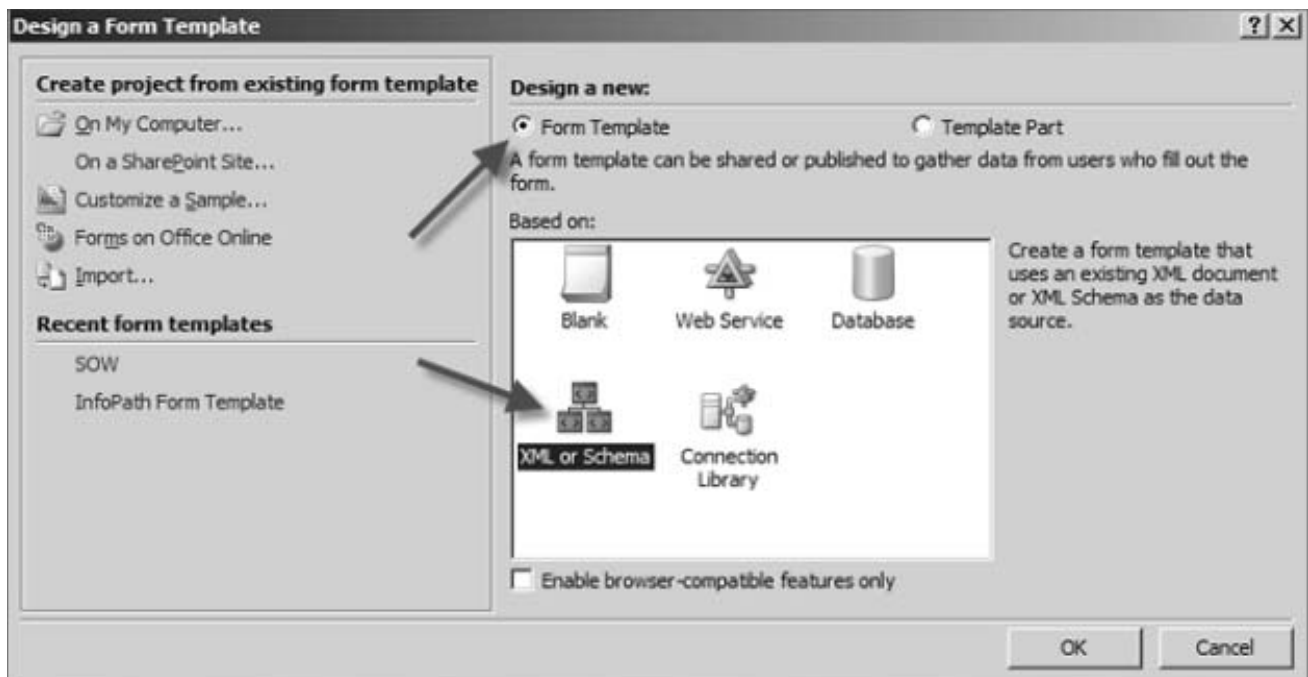 Design a Form Template
Create project from existing form template
On My Computer...
On a SharePoint Site...
Customize a Sample...
Forms on Office Online
Import...
Recent form templates
SOW
InfoPath Form Template
Design a new:
Form Template
Template Part
A form template can be shared or published to gather data from users who fill out the
form.
Based on:
Blank
Web Service
Database
XML or Schema
Connection
Library
Create a form template that
uses an existing XML document
or XML Schema as the data
source.
Enable browser-compatible features only
OK
Cancel